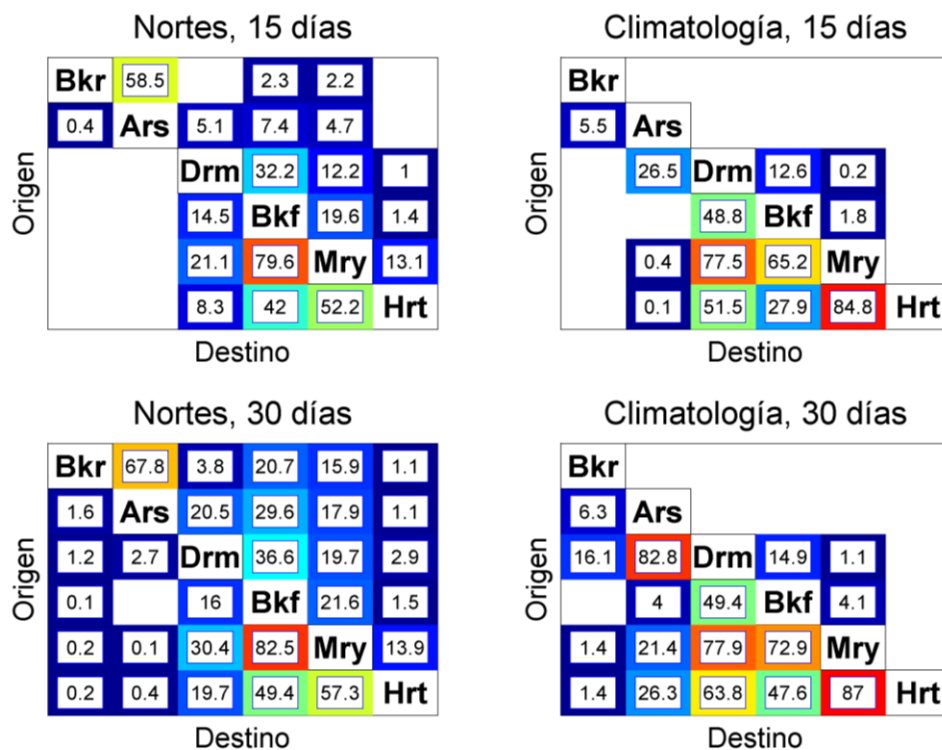 Nortes, 15 días
Bkr 58.5 2.3 2.2
0.4 Ars 5.1 7.4 4.7
Drm 32.2 12.2 1
14.5 Bkf 19.6 1.4
21.1 79.6 Mry 13.1
8.3 42 52.2 Hrt
Origen
Destino
Climatología, 15 días
Bkr
5.5 Ars
26.5 Drm 12.6 0.2
48.8 Bkf 1.8
0.4 77.5 65.2 Mry
0.1 51.5 27.9 84.8 Hrt
Origen
Destino
Nortes, 30 días
Bkr 67.8 3.8 20.7 15.9 1.1
1.6 Ars 20.5 29.6 17.9 1.1
1.2 2.7 Drm 36.6 19.7 2.9
0.1 16 Bkf 21.6 1.5
0.2 0.1 30.4 82.5 Mry 13.9
0.2 0.4 19.7 49.4 57.3 Hrt
Origen
Destino
Climatología, 30 días
Bkr
6.3 Ars
16.1 82.8 Drm 14.9 1.1
4 49.4 Bkf 4.1
1.4 21.4 77.9 72.9 Mry
1.4 26.3 63.8 47.6 87 Hrt
Origen
Destino